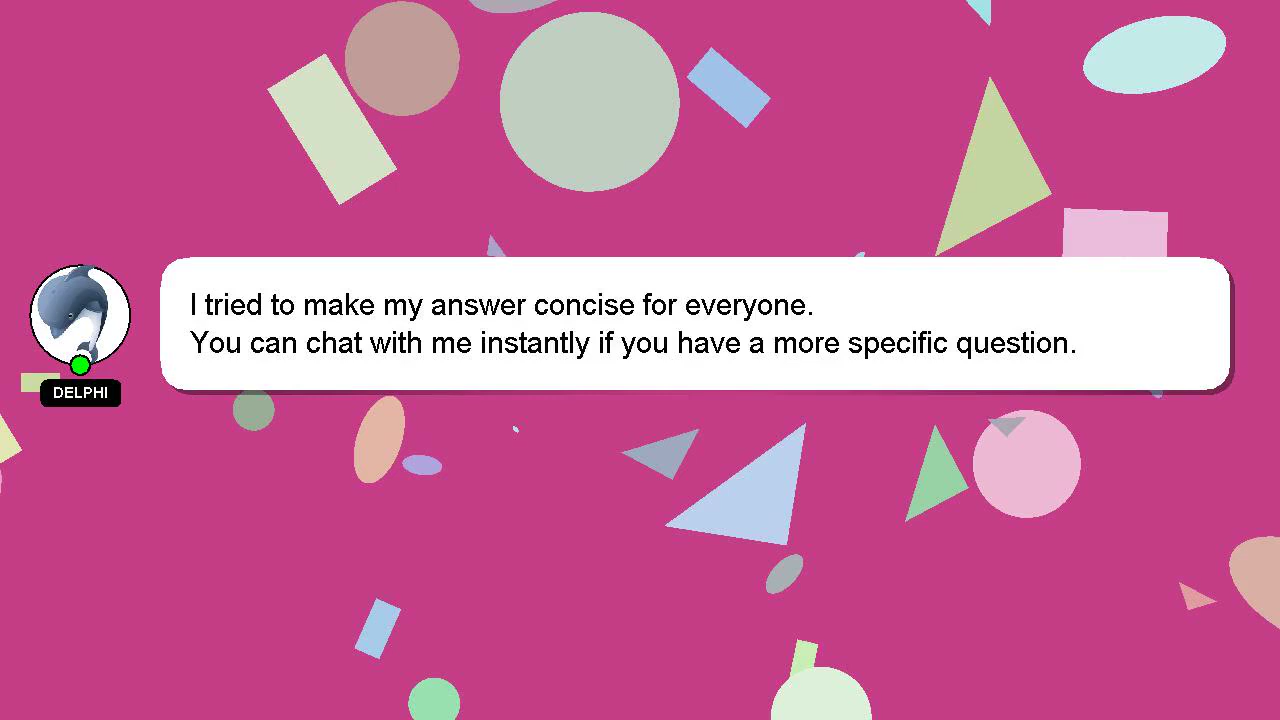 I tried to make my answer concise for everyone.
You can chat with me instantly if you have a more specific question.
DELPHI